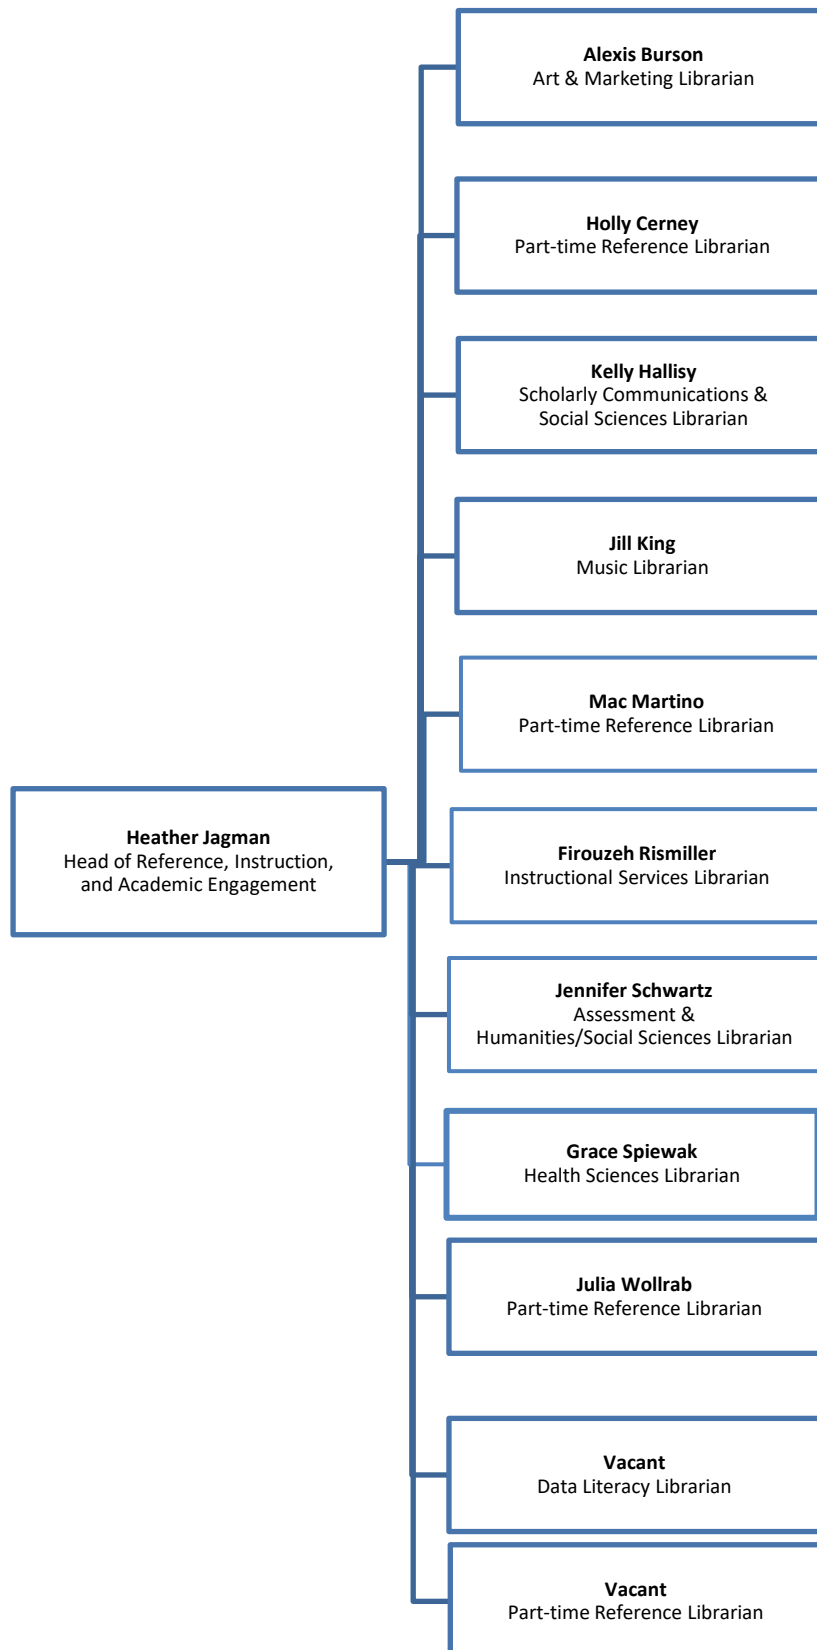 Alexis Burson
Art & Marketing Librarian
Holly Cerney
Part-time Reference Librarian
Kelly Hallisy
Scholarly Communications &
Social Sciences Librarian
Jill King
Music Librarian
Mac Martino
Part-time Reference Librarian
Heather Jagman
Head of Reference, Instruction,
and Academic Engagement
Firouzeh Rismiller
Instructional Services Librarian
Jennifer Schwartz
Assessment &
Humanities/Social Sciences Librarian
Grace Spiewak
Health Sciences Librarian
Julia Wollrab
Part-time Reference Librarian
Vacant
Data Literacy Librarian
Vacant
Part-time Reference Librarian